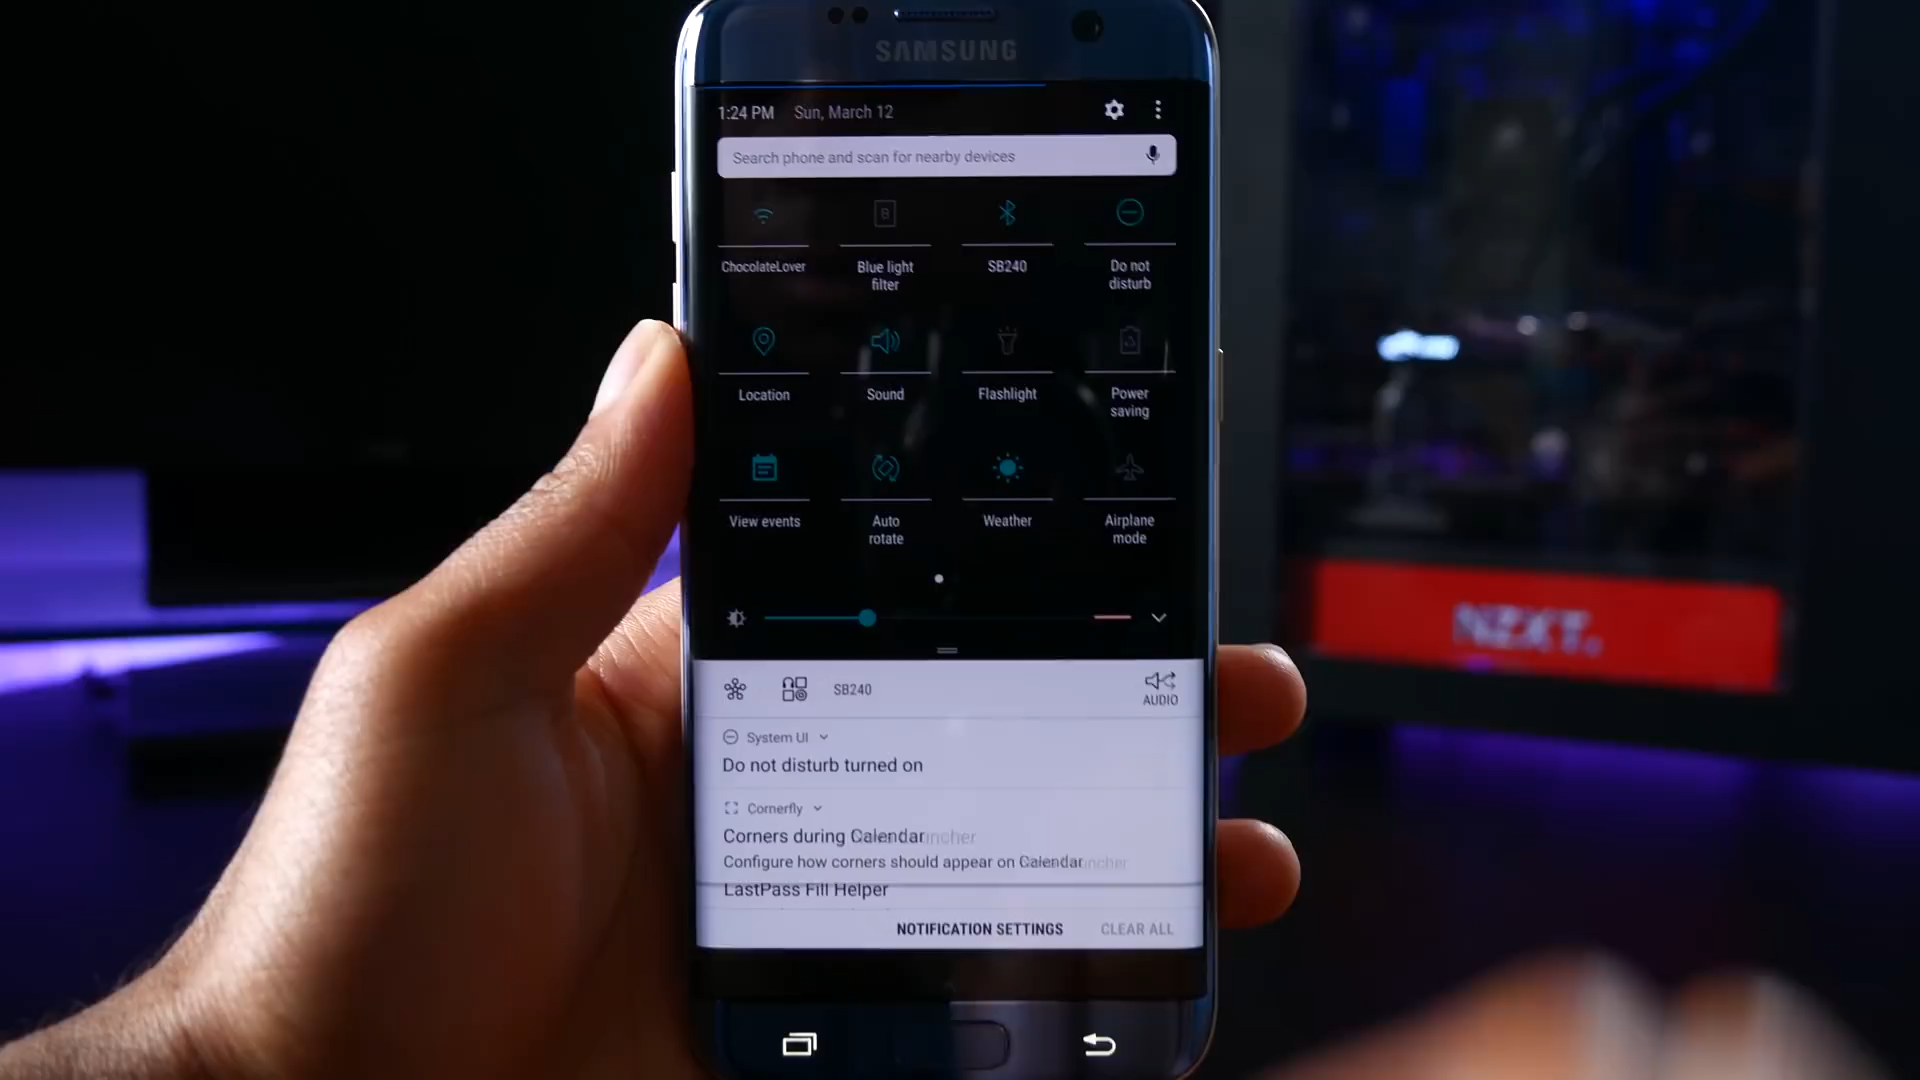 SAMSUNG
1:24 PM Sun, March 12
Search phone and scan for nearby devices
B
ChocolateLover
Blue light
filter
SB240
Do not
disturb
Location
Sound
Flashlight
Power
saving
View events
Auto
rotate
Weather
Airplane
mode
SB240
AUDIO
System UI
Do not disturb turned on
Cornerfly
Corners during Calendar
Configure how corners should appear on Calendar
LastPass Fill Helper
NOTIFICATION SETTINGS CLEAR ALL
NZXT.